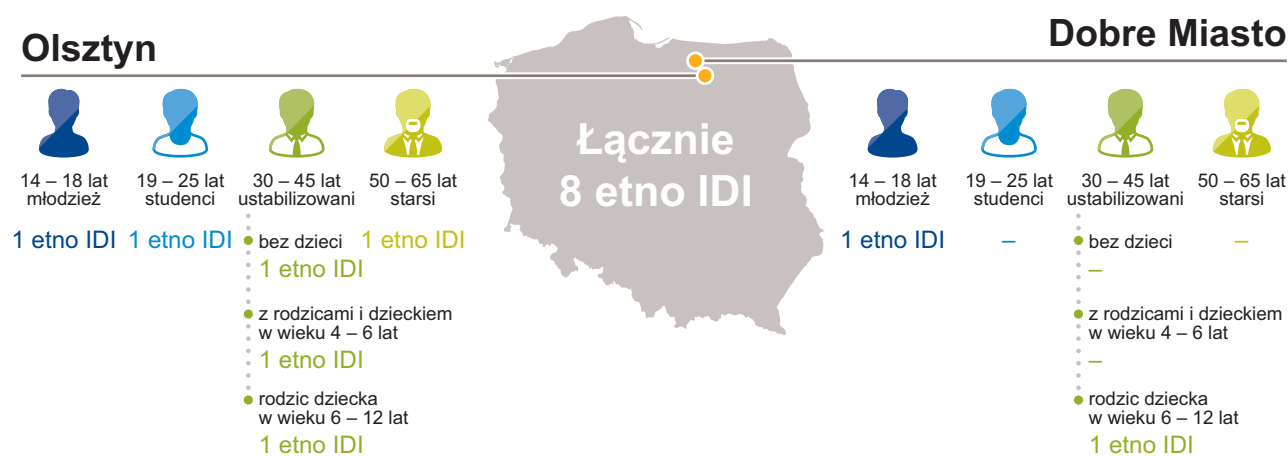 Olsztyn
14 – 18 lat
młodzież
1 etno IDI
19 – 25 lat
studenci
1 etno IDI
30 – 45 lat
ustabilizowani
bez dzieci
1 etno IDI
z rodzicami i dzieckiem
w wieku 4 – 6 lat
1 etno IDI
rodzic dziecka
w wieku 6 – 12 lat
1 etno IDI
50 – 65 lat
starsi
1 etno IDI
Łącznie
8 etno IDI
Dobre Miasto
14 – 18 lat
młodzież
1 etno IDI
19 – 25 lat
studenci
–
30 – 45 lat
ustabilizowani
bez dzieci
–
z rodzicami i dzieckiem
w wieku 4 – 6 lat
–
rodzic dziecka
w wieku 6 – 12 lat
1 etno IDI
50 – 65 lat
starsi
–